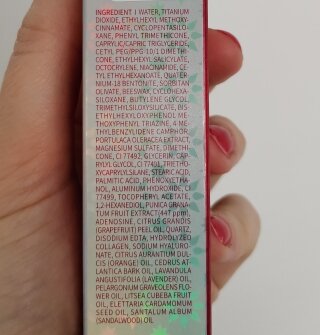 INGREDIENT I WATER, TITANIUM
DIOXIDE, ETHYLHEXYL METHOXY-
CINNAMATE, CYCLOPENTASILO-
XANE, PHENYL TRIMETHICONE,
CAPRYLIC/CAPRIC TRIGLYCERIDE,
CETYL PEG/PPG-10/1 DIMETHI-
CONE, ETHYLHEXYL SALICYLATE,
OCTOCRYLENE, NIACINAMIDE, CE-
TYL ETHYLHEXANOATE, QUATER-
NIUM-18 BENTONITE, SORBITAN
OLIVATE, BEESWAX, CYCLOHEXA-
SILOXANE, BUTYLENE GLYCOL,
TRIMETHYLSILOXYSILICATE, BIS-
ETHYLHEXYLOXYPHENOL ME-
THOXYPHENYL TRIAZINE, 4-ME-
THYLBENZYLIDENE CAMPHOR,
PORTULACA OLERACEA EXTRACT,
MAGNESIUM SULFATE, DIMETHI-
CONE, CI 77492, GLYCERIN, CAP-
RYLYL GLYCOL, CI 77491, TRIETHO-
XYCAPRYLYLSILANE, STEARIC ACID,
PALMITIC ACID, PHENOXYETHA-
NOL, ALUMINUM HYDROXIDE, CI
77499, TOCOPHERYL ACETATE,
1,2-HEXANEDIOL, PUNICA GRANA-
TUM FRUIT EXTRACT(447 ppm),
ADENOSINE, CITRUS GRANDIS
(GRAPEFRUIT) PEEL OIL, QUARTZ,
DISODIUM EDTA, HYDROLYZED
COLLAGEN, SODIUM HYALURO-
NATE, CITRUS AURANTIUM DUL-
CIS (ORANGE) OIL, CEDRUS AT-
LANTICA BARK OIL, LAVANDULA
ANGUSTIFOLIA (LAVENDER) OIL,
PELARGONIUM GRAVEOLENS FLO-
WER OIL, LITSEA CUBEBA FRUIT
OIL, ELETTARIA CARDAMOMUM
SEED OIL, SANTALUM ALBUM
(SANDALWOOD) OIL